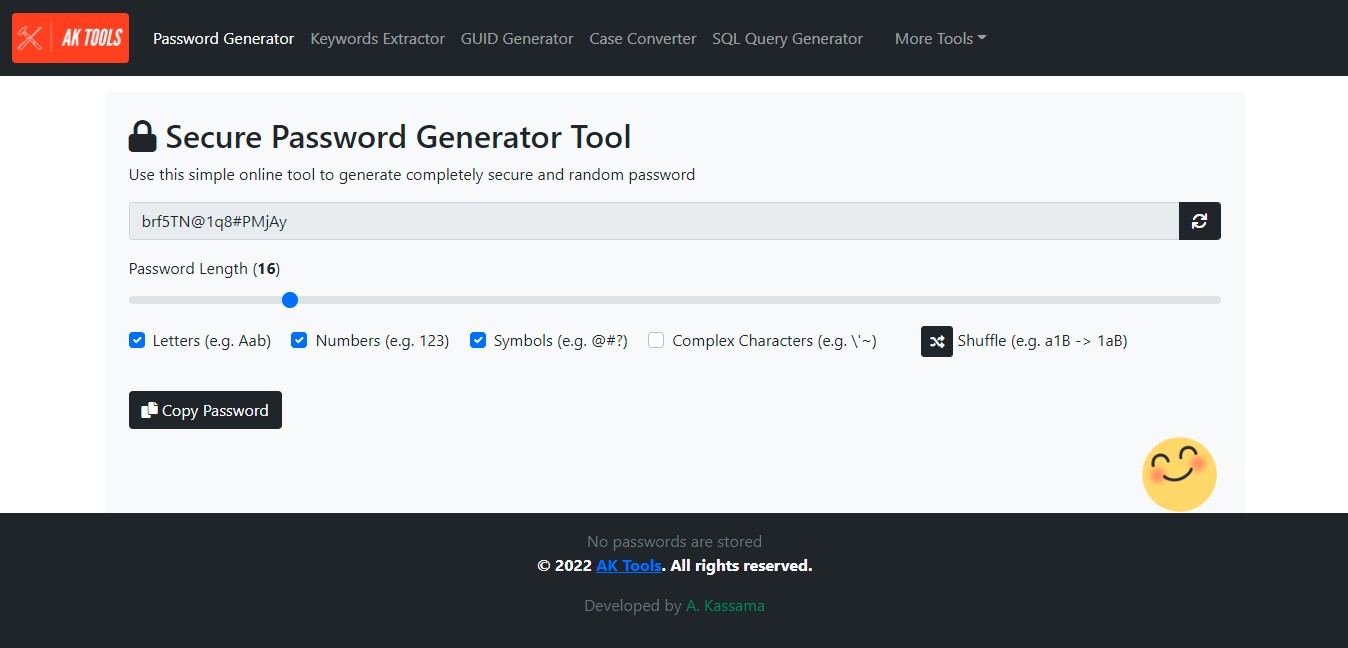 AK TOOLS Password Generator Keywords Extractor GUID Generator Case Converter SQL Query Generator More Tools
Secure Password Generator Tool
Use this simple online tool to generate completely secure and random password
brf5TN@1q8#PMjAy
Password Length (16)
Letters (e.g. Aab) Numbers (e.g. 123) Symbols (e.g. @#?) Complex Characters (e.g. \'~) Shuffle (e.g. a1B -> 1aB)
Copy Password
No passwords are stored
© 2022 AK Tools. All rights reserved.
Developed by A. Kassama